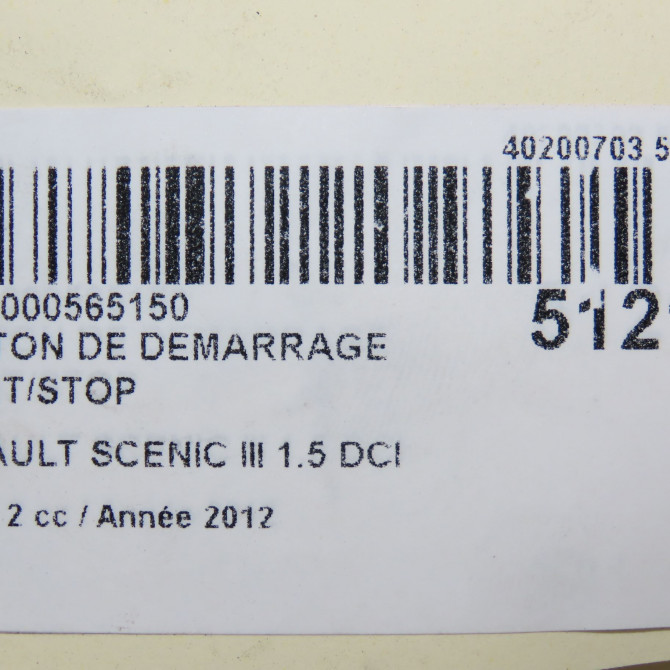 40200703 5
000565150
512
TON DE DEMARRAGE
T/STOP
AULT SCENIC III 1.5 DCI
2 cc / Année 2012